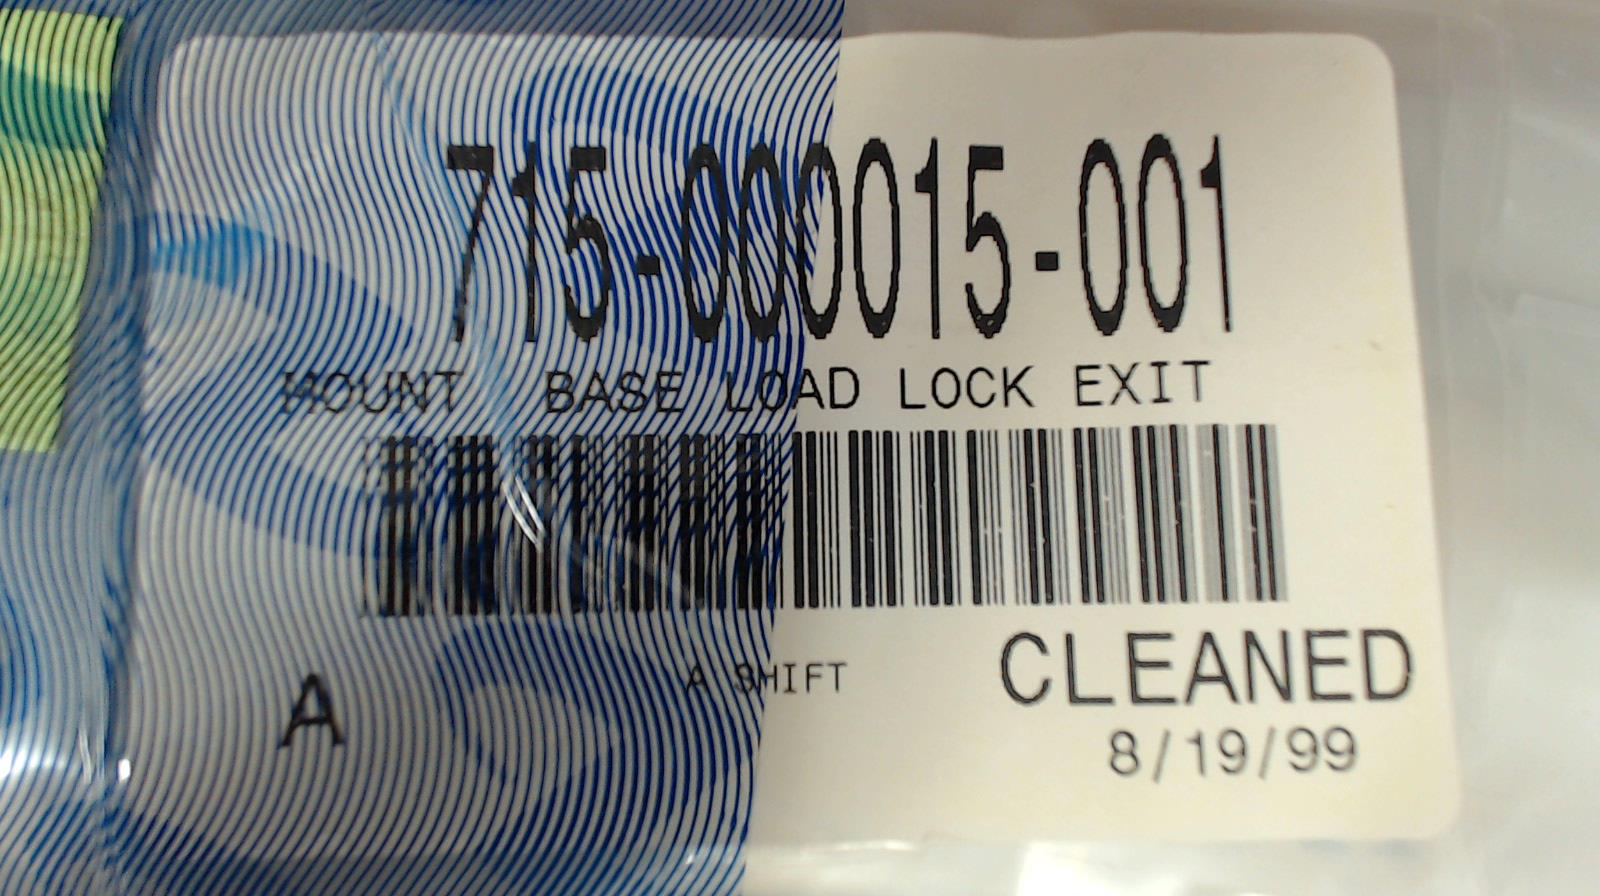 715-000015-001
MOUNT BASE LOAD LOCK EXIT
A SHIFT
CLEANED
A
8/19/99